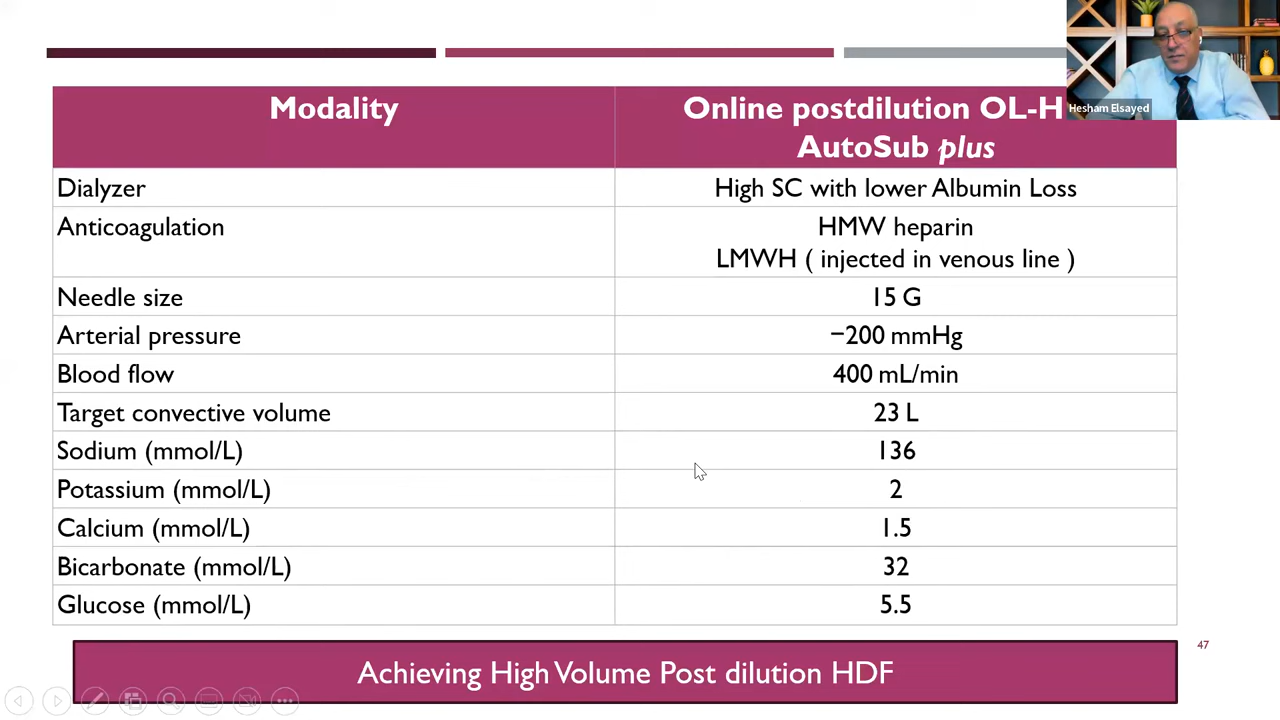 Hesham Elsayed
Modality
Online postdilution OL-H
AutoSub plus
Dialyzer
High SC with lower Albumin Loss
Anticoagulation
HMW heparin
LMWH ( injected in venous line )
Needle size
15 G
Arterial pressure
−200 mmHg
Blood flow
400 mL/min
Target convective volume
23 L
Sodium (mmol/L)
136
Potassium (mmol/L)
2
Calcium (mmol/L)
1.5
Bicarbonate (mmol/L)
32
Glucose (mmol/L)
5.5
47
Achieving High Volume Post dilution HDF